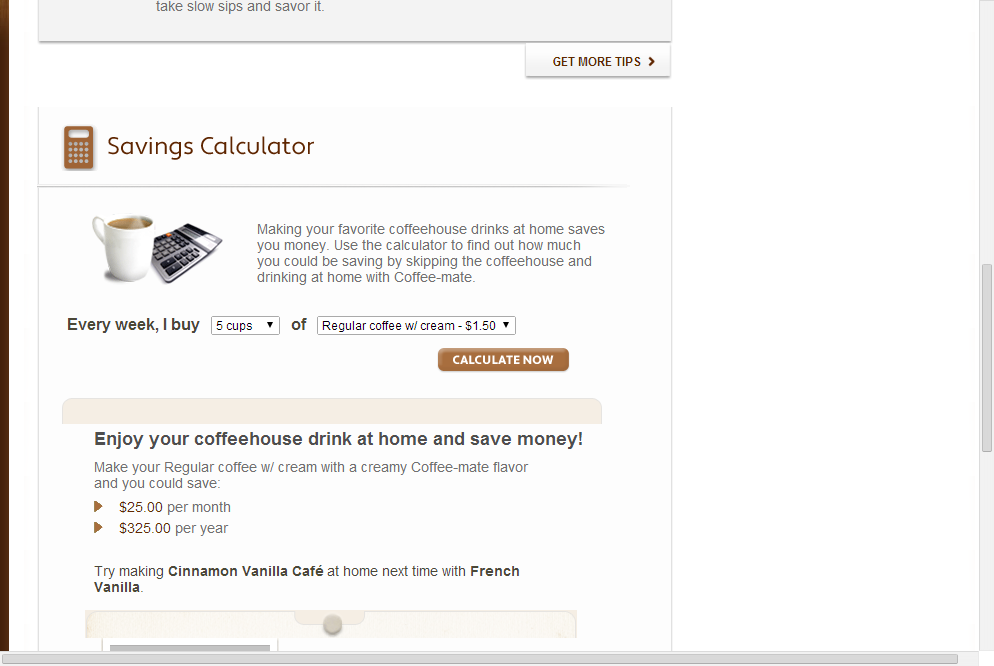 take slow sips and savor it.
GET MORE TIPS
Savings Calculator
Making your favorite coffeehouse drinks at home saves
you money. Use the calculator to find out how much
you could be saving by skipping the coffeehouse and
drinking at home with Coffee-mate.
Every week, I buy 5 cups of Regular coffee w/ cream - $1.50
CALCULATE NOW
Enjoy your coffeehouse drink at home and save money!
Make your Regular coffee w/ cream with a creamy Coffee-mate flavor
and you could save:
$25.00 per month
$325.00 per year
Try making Cinnamon Vanilla Café at home next time with French
Vanilla.